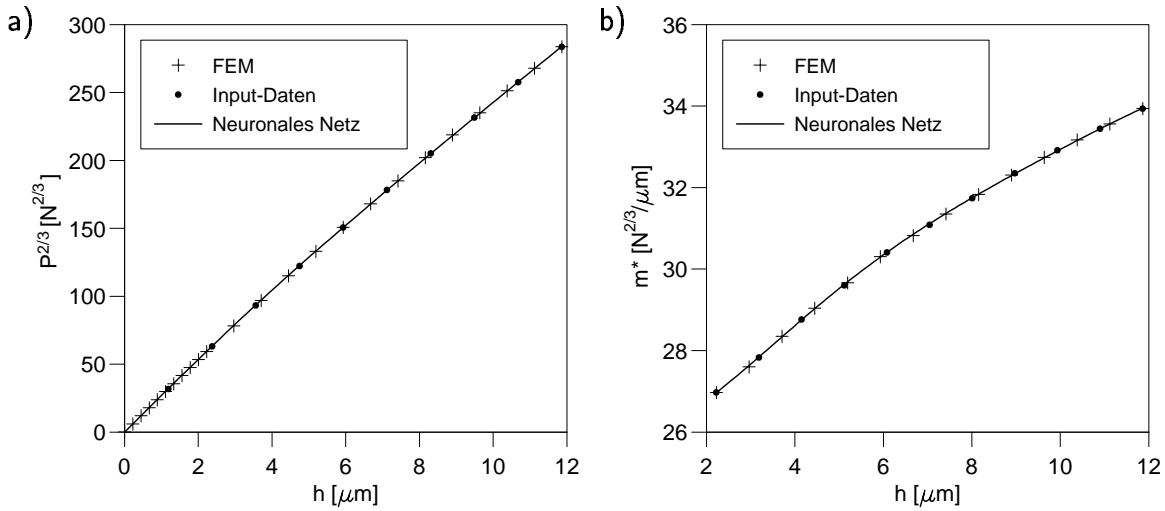 a)
300
250
200
150
100
50
0
P^{2/3} [N^{2/3}]
FEM
Input-Daten
Neuronales Netz
0 2 4 6 8 10 12
h [μm]
b)
36
34
32
30
28
26
m* [N^{2/3}/μm]
FEM
Input-Daten
Neuronales Netz
2 4 6 8 10 12
h [μm]